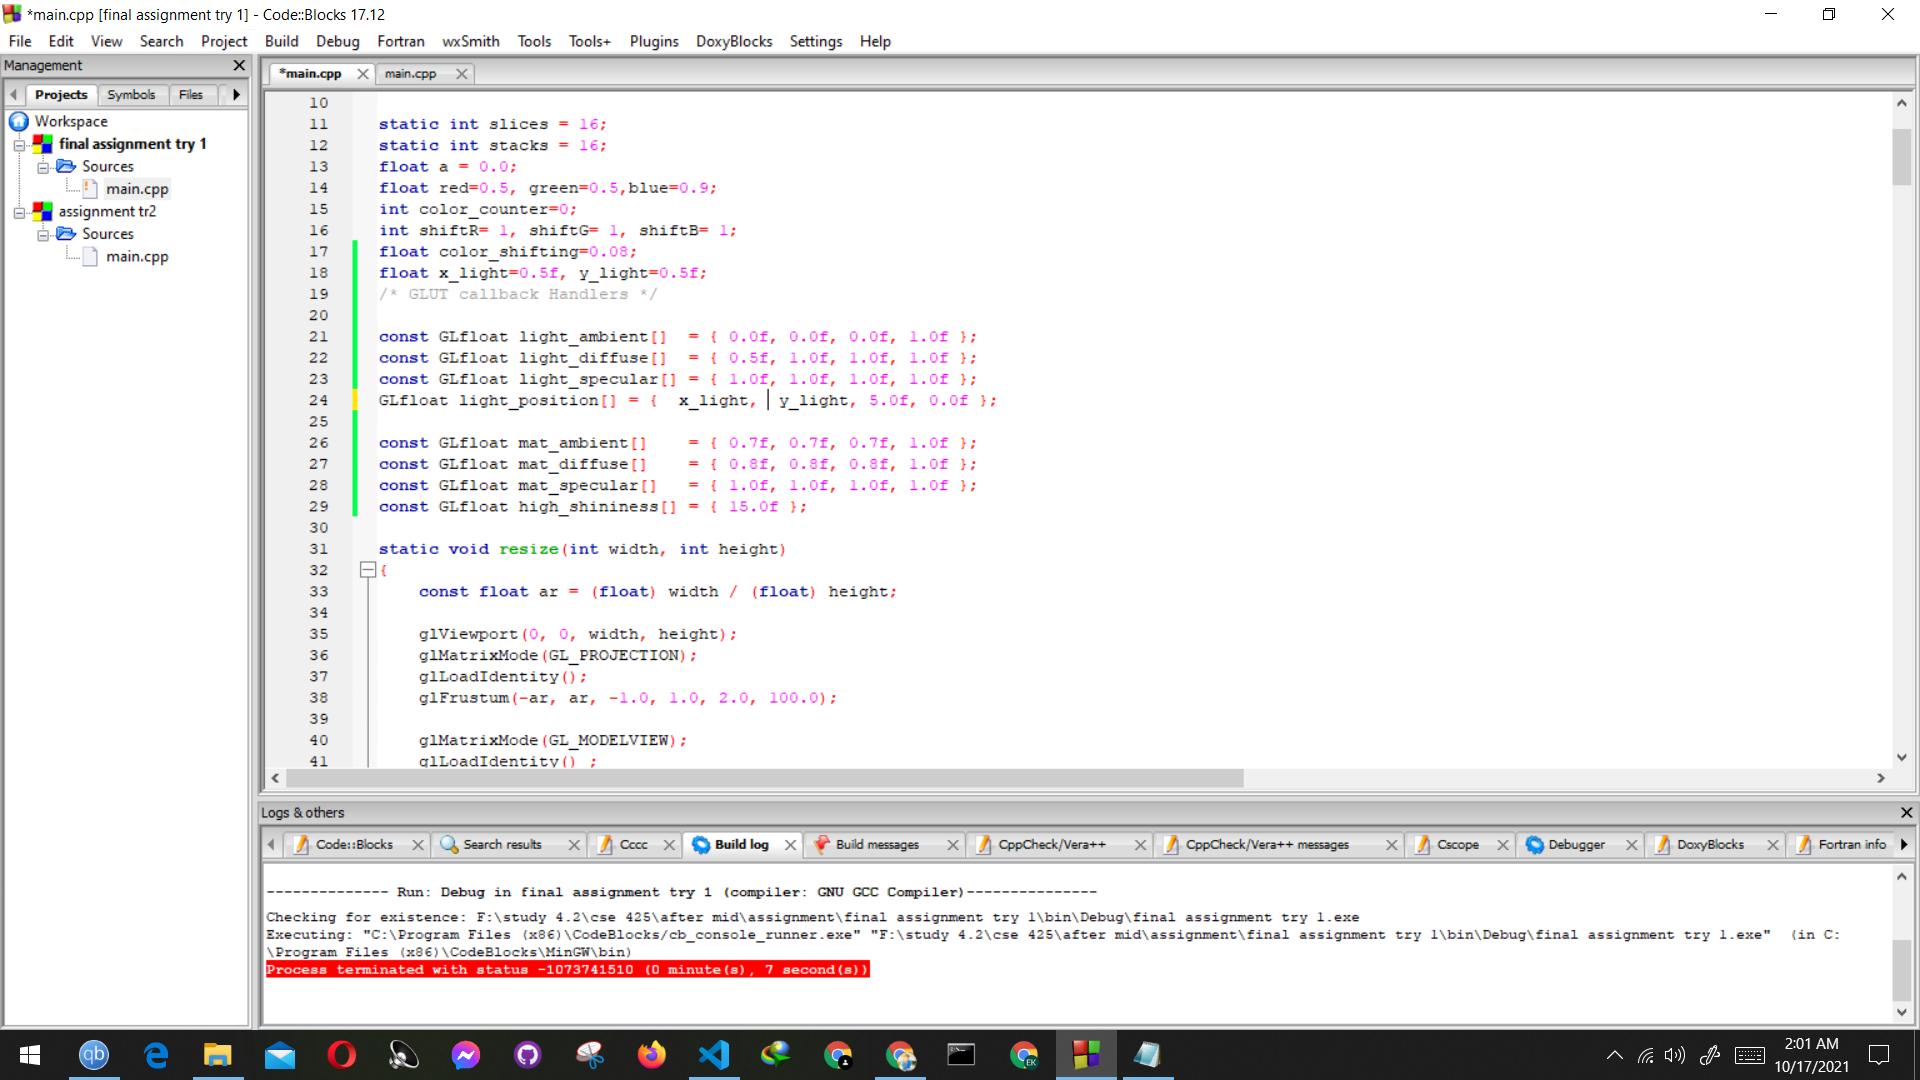 *main.cpp [final assignment try 1] - Code::Blocks 17.12
File Edit View Search Project Build Debug Fortran wxSmith Tools Tools+ Plugins DoxyBlocks Settings Help
Management
Projects Symbols Files
Workspace
final assignment try 1
Sources
main.cpp
assignment tr2
Sources
main.cpp
*main.cpp main.cpp
10
11 static int slices = 16;
12 static int stacks = 16;
13 float a = 0.0;
14 float red=0.5, green=0.5,blue=0.9;
15 int color_counter=0;
16 int shiftR= 1, shiftG= 1, shiftB= 1;
17 float color_shifting=0.08;
18 float x_light=0.5f, y_light=0.5f;
19 /* GLUT callback Handlers */
20
21 const GLfloat light_ambient[]  = { 0.0f, 0.0f, 0.0f, 1.0f };
22 const GLfloat light_diffuse[]  = { 0.5f, 1.0f, 1.0f, 1.0f };
23 const GLfloat light_specular[] = { 1.0f, 1.0f, 1.0f, 1.0f };
24 GLfloat light_position[] = {  x_light,  y_light, 5.0f, 0.0f };
25
26 const GLfloat mat_ambient[]    = { 0.7f, 0.7f, 0.7f, 1.0f };
27 const GLfloat mat_diffuse[]    = { 0.8f, 0.8f, 0.8f, 1.0f };
28 const GLfloat mat_specular[]   = { 1.0f, 1.0f, 1.0f, 1.0f };
29 const GLfloat high_shininess[] = { 15.0f };
30
31 static void resize(int width, int height)
32 {
33     const float ar = (float) width / (float) height;
34
35     glViewport(0, 0, width, height);
36     glMatrixMode(GL_PROJECTION);
37     glLoadIdentity();
38     glFrustum(-ar, ar, -1.0, 1.0, 2.0, 100.0);
39
40     glMatrixMode(GL_MODELVIEW);
41     glLoadIdentity() ;
Logs & others
Code::Blocks Search results Cccc Build log Build messages CppCheck/Vera++ CppCheck/Vera++ messages Cscope Debugger DoxyBlocks Fortran info
-------------- Run: Debug in final assignment try 1 (compiler: GNU GCC Compiler)---------------
Checking for existence: F:\study 4.2\cse 425\after mid\assignment\final assignment try 1\bin\Debug\final assignment try 1.exe
Executing: "C:\Program Files (x86)\CodeBlocks/cb_console_runner.exe" "F:\study 4.2\cse 425\after mid\assignment\final assignment try 1\bin\Debug\final assignment try 1.exe"  (in C:
\Program Files (x86)\CodeBlocks\MinGW\bin)
Process terminated with status -1073741510 (0 minute(s), 7 second(s))
qb
EK
2:01 AM
10/17/2021